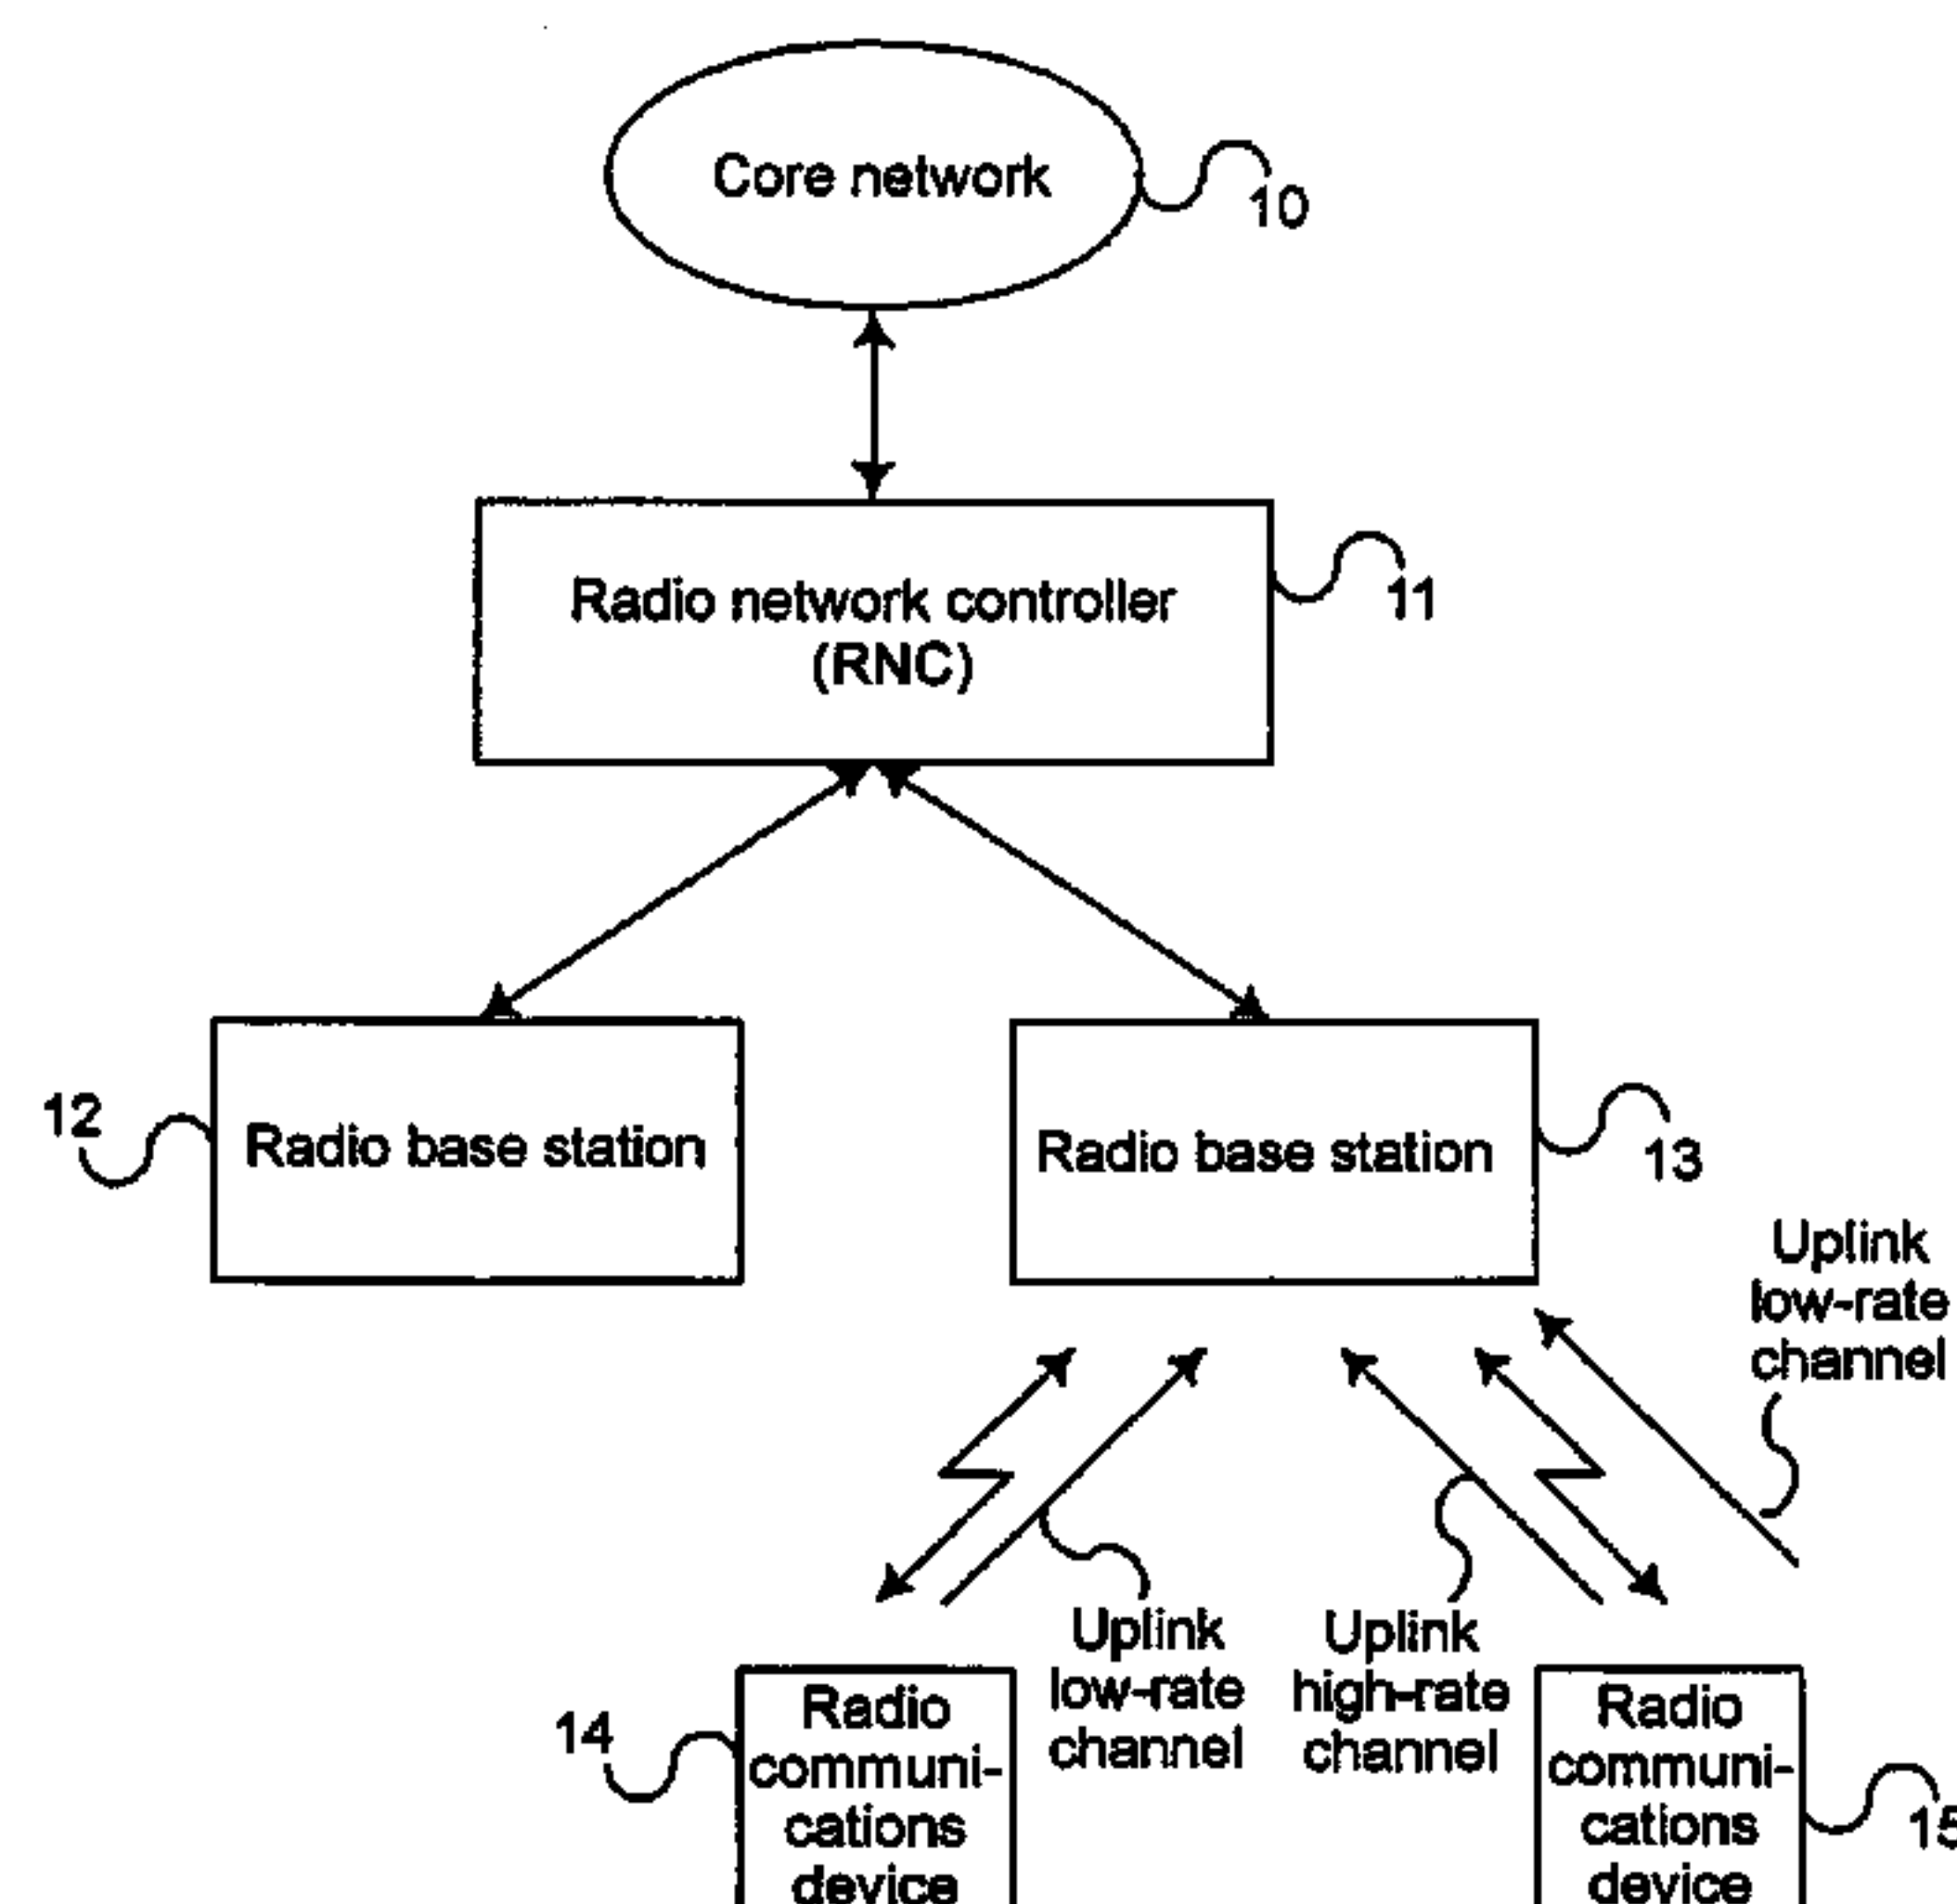 Core network
10
Radio network controller
(RNC)
11
12
Radio base station
Radio base station
13
Uplink
low-rate
channel
Uplink
low-rate
channel
Uplink
high-rate
channel
14
Radio
communi-
cations
device
Radio
communi-
cations
device
15